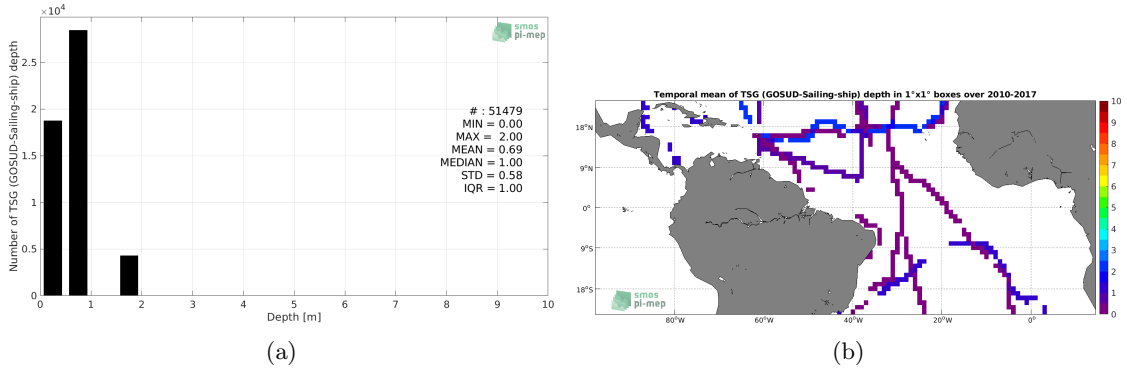 ×10⁴
Number of TSG (GOSUD-Sailing-ship) depth
2.5
2
1.5
1
0.5
0
0 1 2 3 4 5 6 7 8 9 10
Depth [m]
smos
pi-mep
# : 51479
MIN = 0.00
MAX = 2.00
MEAN = 0.69
MEDIAN = 1.00
STD = 0.58
IQR = 1.00
(a)
Temporal mean of TSG (GOSUD-Sailing-ship) depth in 1°x1° boxes over 2010-2017
18°N
9°N
0°
9°S
18°S
80°W 60°W 40°W 20°W 0°
smos
pi-mep
10
9
8
7
6
5
4
3
2
1
0
(b)